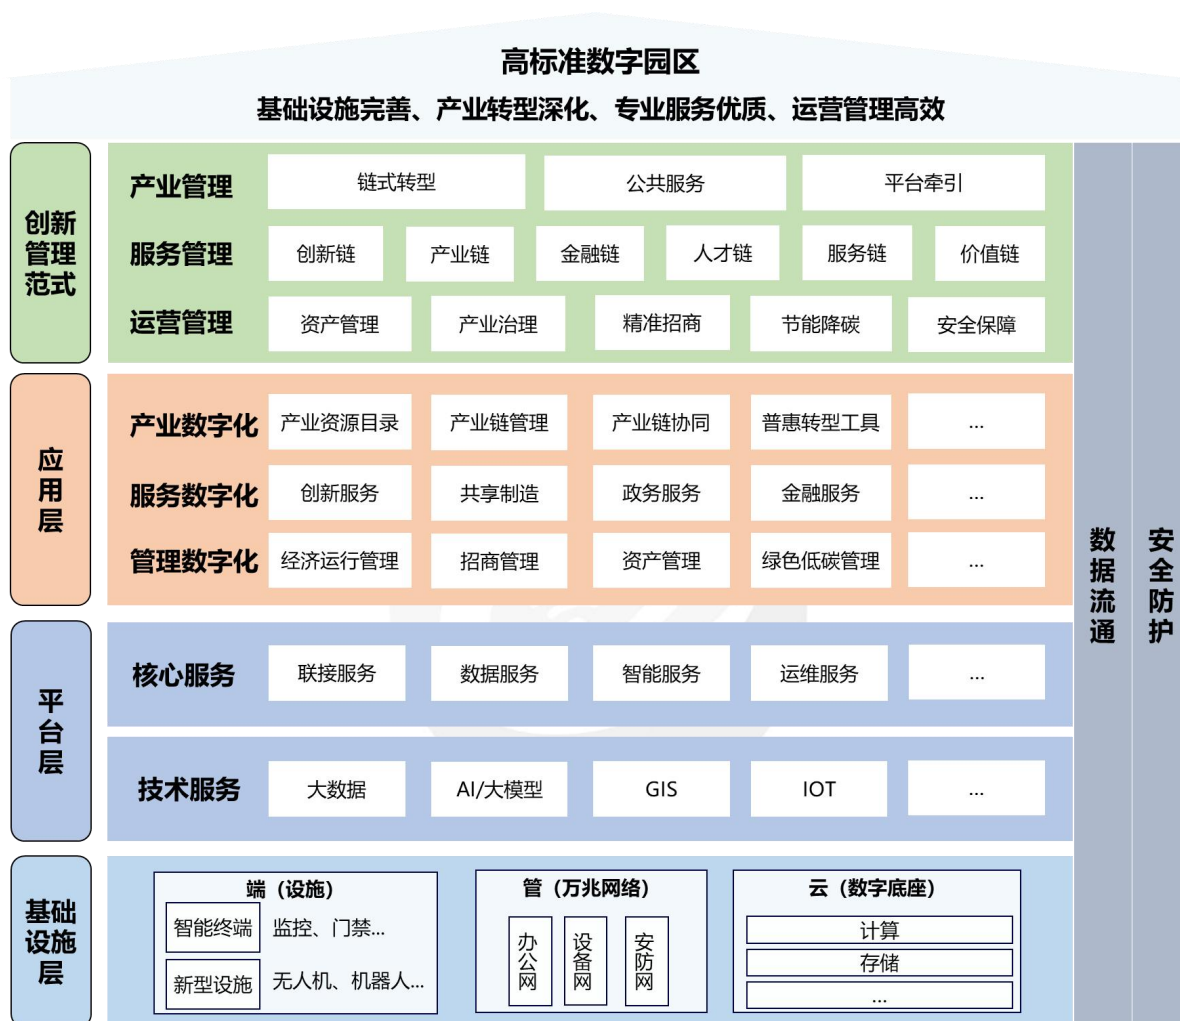 高标准数字园区
基础设施完善、产业转型深化、专业服务优质、运营管理高效
创新管理范式
产业管理 链式转型 公共服务 平台牵引
服务管理 创新链 产业链 金融链 人才链 服务链 价值链
运营管理 资产管理 产业治理 精准招商 节能降碳 安全保障
应用层
产业数字化 产业资源目录 产业链管理 产业链协同 普惠转型工具 ...
服务数字化 创新服务 共享制造 政务服务 金融服务 ...
管理数字化 经济运行管理 招商管理 资产管理 绿色低碳管理 ...
平台层
核心服务 联接服务 数据服务 智能服务 运维服务 ...
技术服务 大数据 AI/大模型 GIS IOT ...
基础设施层
端（设施）
智能终端 监控、门禁...
新型设施 无人机、机器人...
管（万兆网络）
办公网 设备网 安防网
云（数字底座）
计算
存储
...
数据流通
安全防护